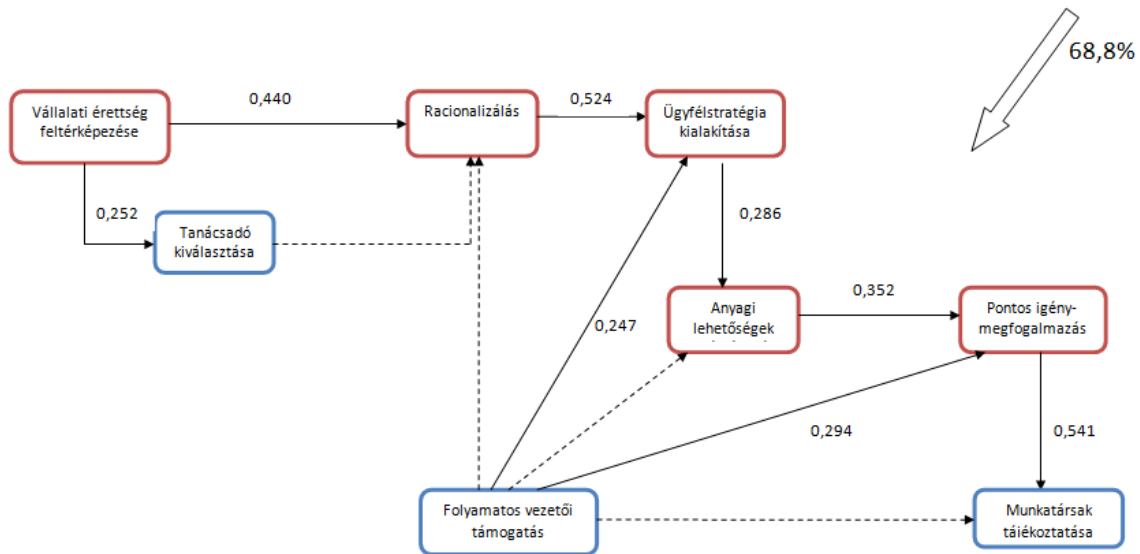 68,8%
Vállalati érettség
feltérképezése
0,440
Racionalizálás
0,524
Ügyfélstratégia
kialakítása
0,252
Tanácsadó
kiválasztása
0,286
Anyagi
lehetőségek
0,352
Pontos igény-
megfogalmazás
0,247
0,294
0,541
Folyamatos vezetői
támogatás
Munkatársak
tájékoztatása